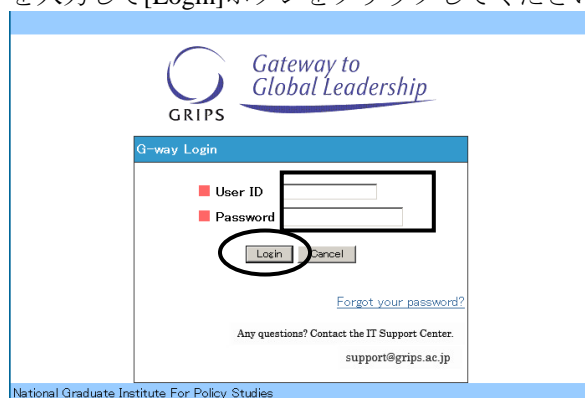 を入力して[Login]ボタンをクリックしてください
Gateway to
Global Leadership
GRIPS
G-way Login
User ID
Password
Login Cancel
Forgot your password?
Any questions? Contact the IT Support Center.
support@grips.ac.jp
National Graduate Institute For Policy Studies